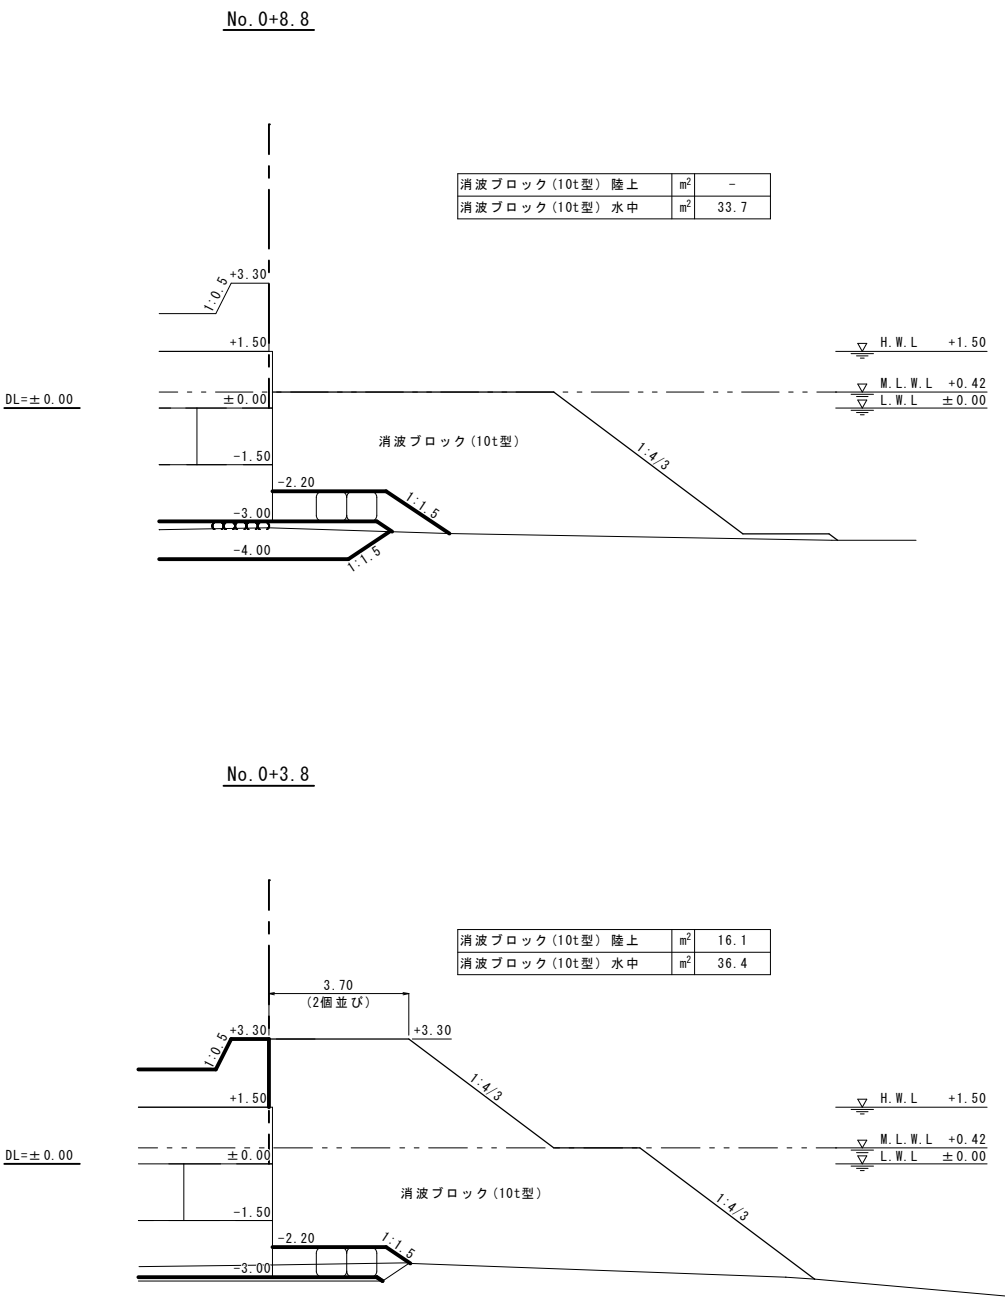 No.0+8.8
消波ブロック(10t型) 陸上 m² -
消波ブロック(10t型) 水中 m² 33.7
+3.30
1:0.5
+1.50
H.W.L +1.50
M.L.W.L +0.42
DL=±0.00
±0.00
L.W.L ±0.00
消波ブロック(10t型)
1:4/3
-1.50
-2.20
1:1.5
-3.00
-4.00
1:1.5
No.0+3.8
消波ブロック(10t型) 陸上 m² 16.1
消波ブロック(10t型) 水中 m² 36.4
3.70
(2個並び)
+3.30
+3.30
1:0.5
1:4/3
+1.50
H.W.L +1.50
M.L.W.L +0.42
DL=±0.00
±0.00
L.W.L ±0.00
消波ブロック(10t型)
1:4/3
-1.50
-2.20
1:1.5
-3.00